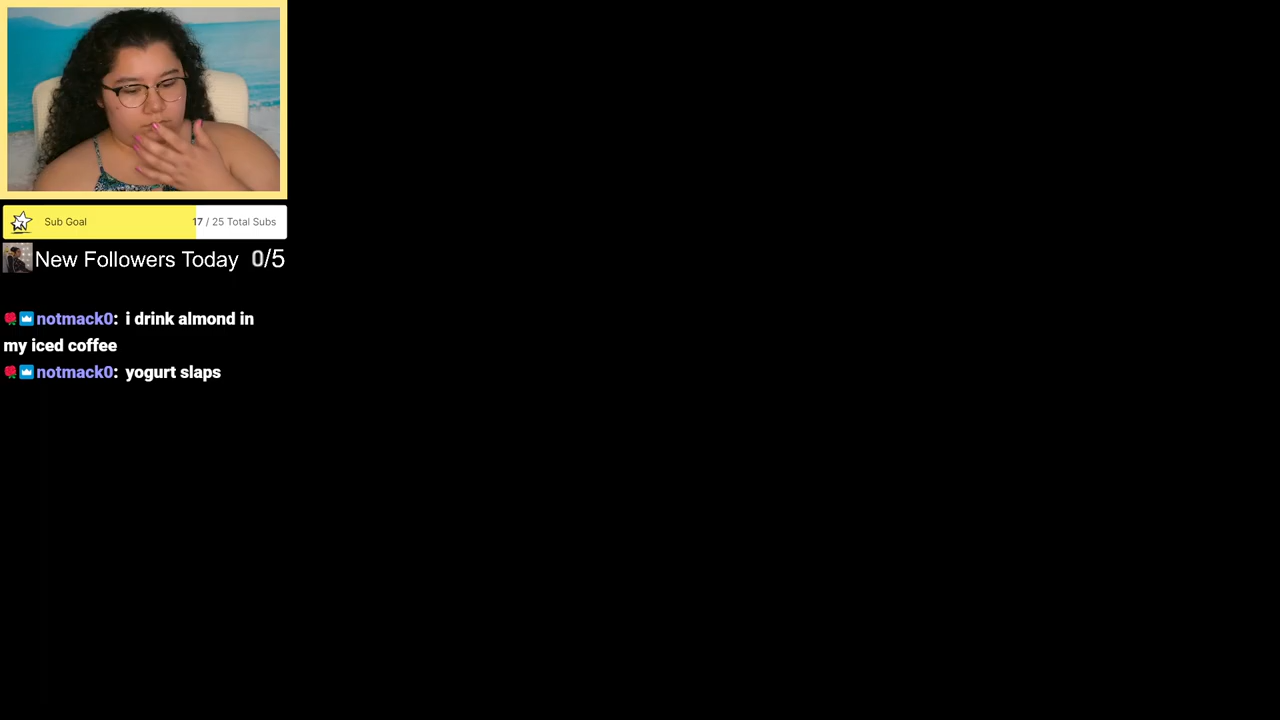 Sub Goal 17 / 25 Total Subs
New Followers Today 0/5
notmack0: i drink almond in
my iced coffee
notmack0: yogurt slaps